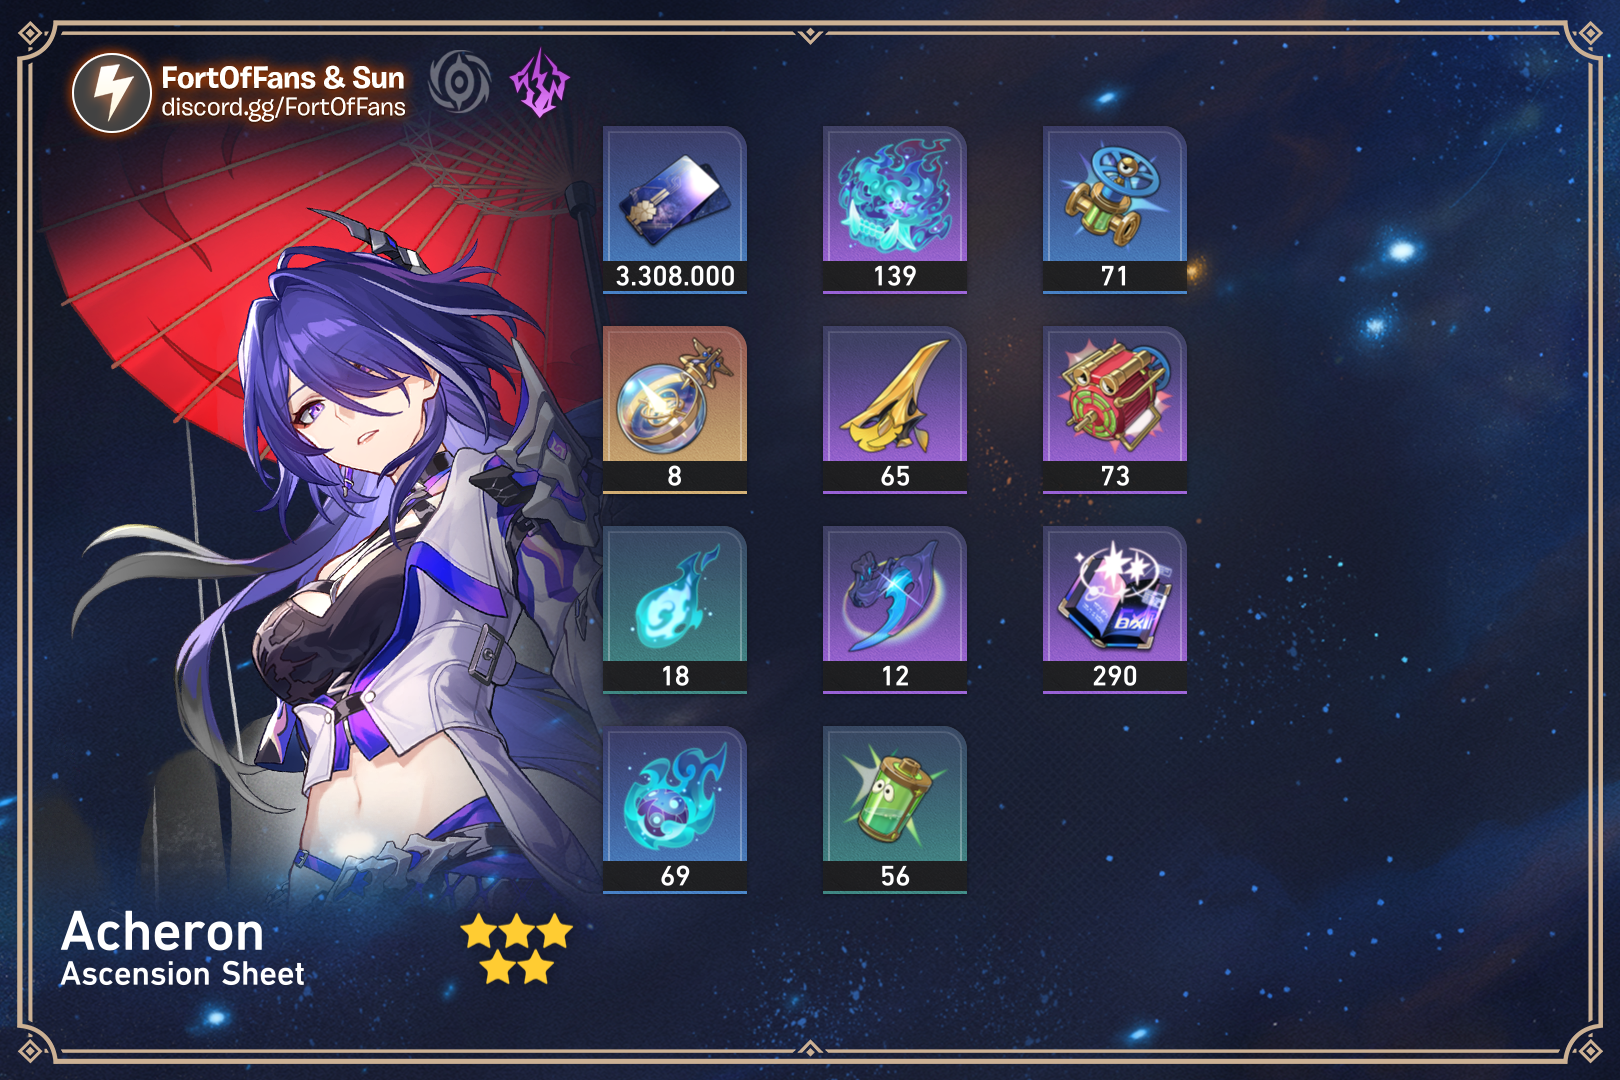 FortOfFans & Sun
discord.gg/FortOfFans
3.308.000
139
71
8
65
73
18
12
290
69
56
Acheron
Ascension Sheet